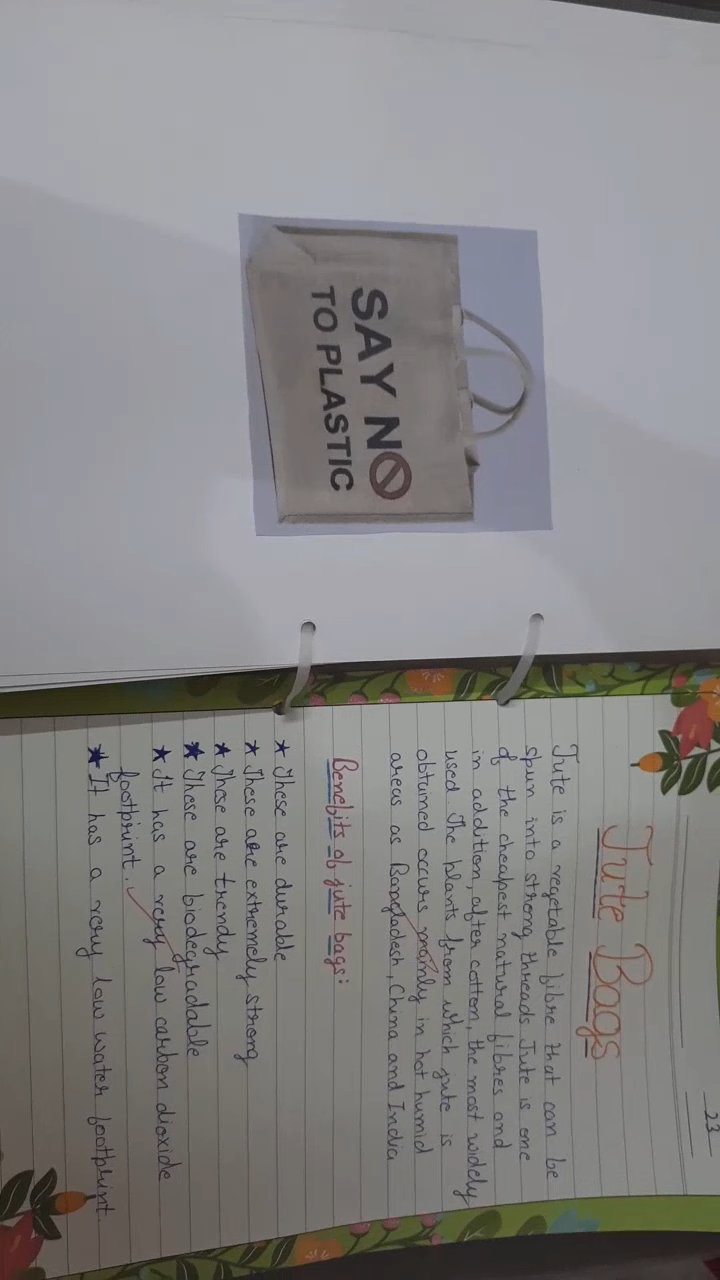 SAY NO
TO PLASTIC
23
Jute Bags
Jute is a vegetable fibre that can be
spun into strong threads. Jute is one
of the cheapest natural fibres and
in addition, after cotton, the most widely
used. The plants from which jute is
obtained occurs mainly in hot humid
areas as Bangladesh, China and India
Benefits of jute bags:
★ These are durable
★ These are extremely strong
★ These are trendy
★ These are biodegradable
★ It has a very low carbon dioxide
footprint.
★ It has a very low water footprint.